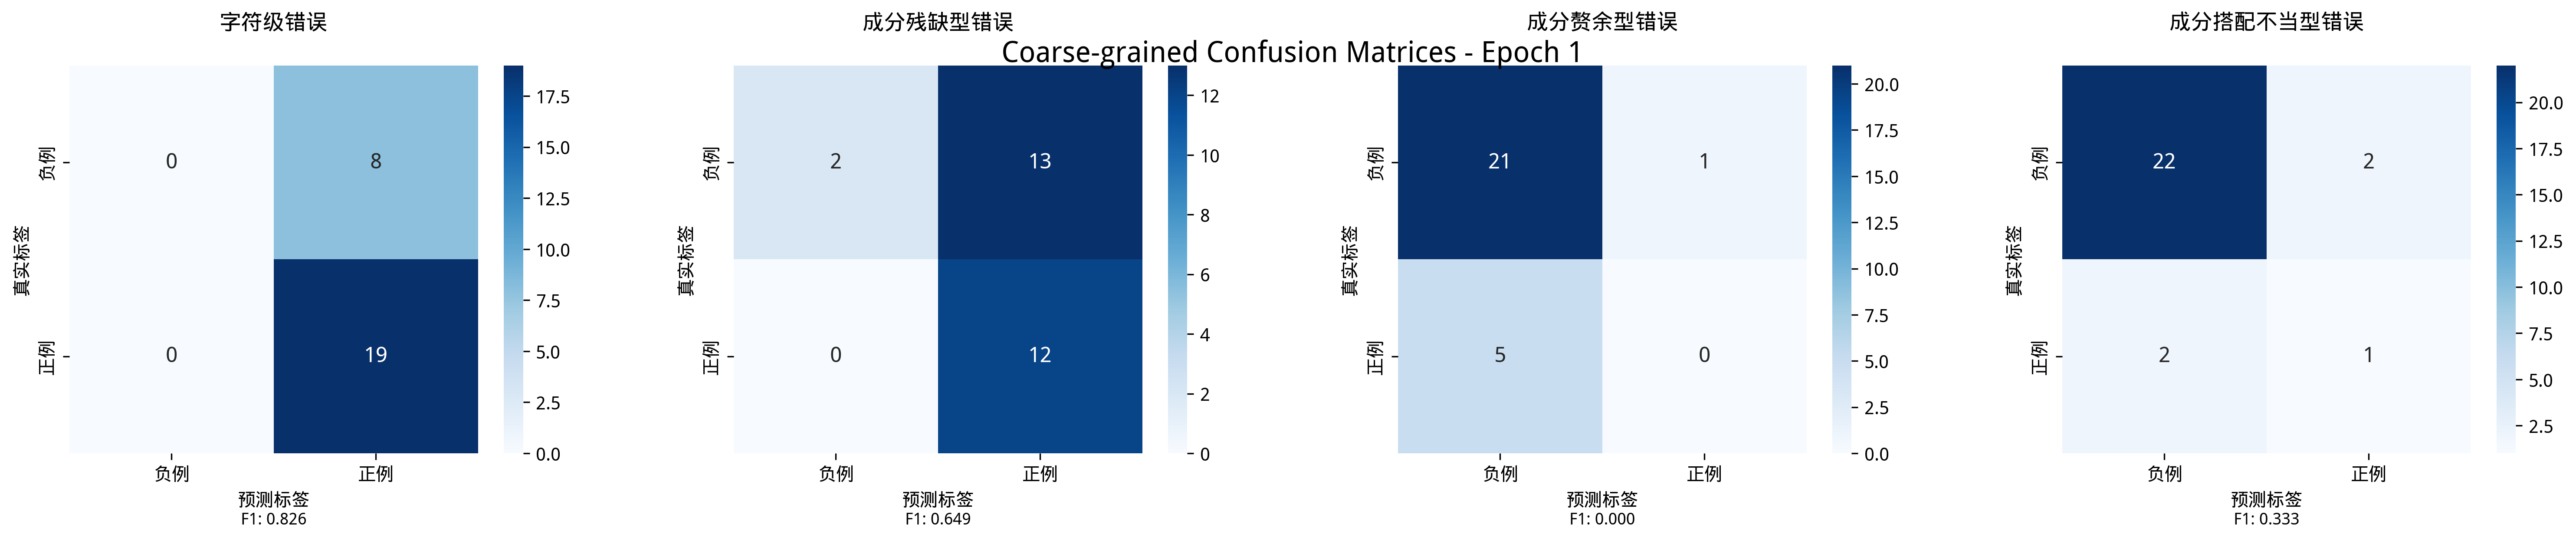 字符级错误
成分残缺型错误
成分赘余型错误
成分搭配不当型错误
Coarse-grained Confusion Matrices - Epoch 1
真实标签
负例
正例
0
8
0
19
负例
正例
预测标签
F1: 0.826
17.5
15.0
12.5
10.0
7.5
5.0
2.5
0.0
真实标签
负例
正例
2
13
0
12
负例
正例
预测标签
F1: 0.649
12
10
8
6
4
2
0
真实标签
负例
正例
21
1
5
0
负例
正例
预测标签
F1: 0.000
20.0
17.5
15.0
12.5
10.0
7.5
5.0
2.5
0.0
真实标签
负例
正例
22
2
2
1
负例
正例
预测标签
F1: 0.333
20.0
17.5
15.0
12.5
10.0
7.5
5.0
2.5